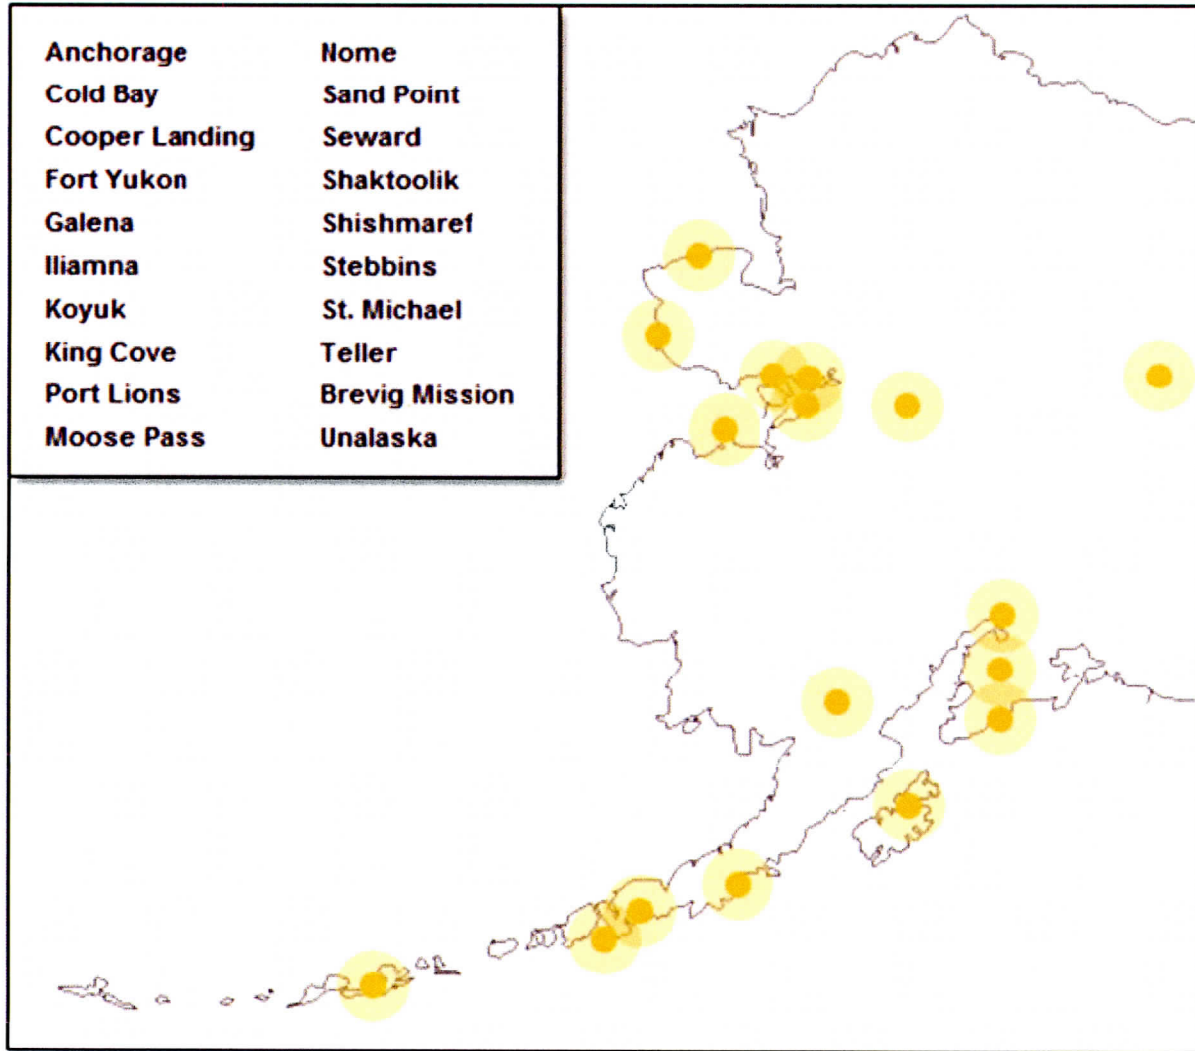 Anchorage Nome
Cold Bay Sand Point
Cooper Landing Seward
Fort Yukon Shaktoolik
Galena Shishmaref
Iliamna Stebbins
Koyuk St. Michael
King Cove Teller
Port Lions Brevig Mission
Moose Pass Unalaska